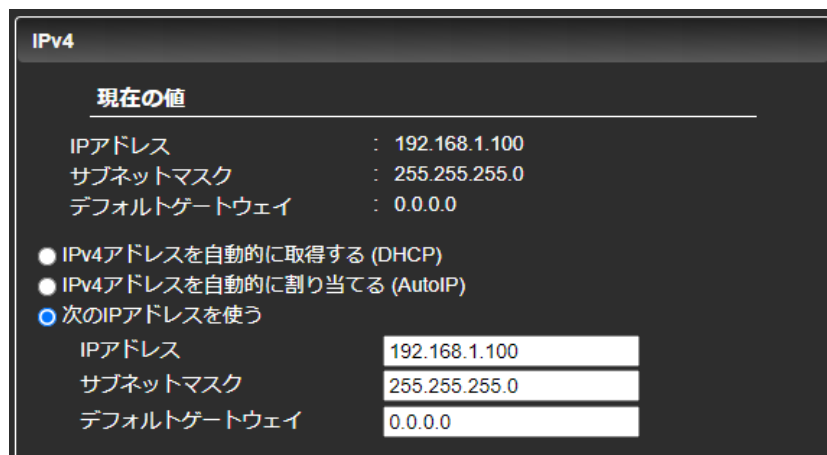 IPv4
現在の値
IPアドレス : 192.168.1.100
サブネットマスク : 255.255.255.0
デフォルトゲートウェイ : 0.0.0.0
IPv4アドレスを自動的に取得する (DHCP)
IPv4アドレスを自動的に割り当てる (AutoIP)
次のIPアドレスを使う
IPアドレス 192.168.1.100
サブネットマスク 255.255.255.0
デフォルトゲートウェイ 0.0.0.0